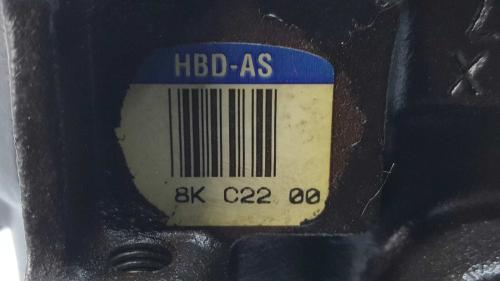 HBD-AS
8K C22 00
X